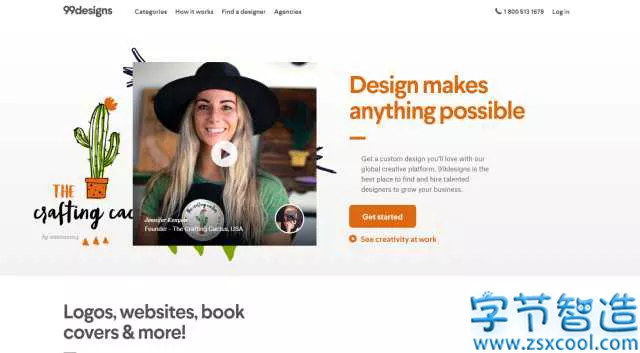 99designs
Categories How it works Find a designer Agencies
1 800 513 1678 Log in
Design makes
anything possible
Get a custom design you'll love with our
global creative platform, 99designs is the
best place to find and hire talented
designers to grow your business.
Get started
See creativity at work
THE
crafting cac
Jennifer Keeper
Founder - The Crafting Cactus, USA
Logos, websites, book
covers & more!
字节智造
www.zsxcool.com